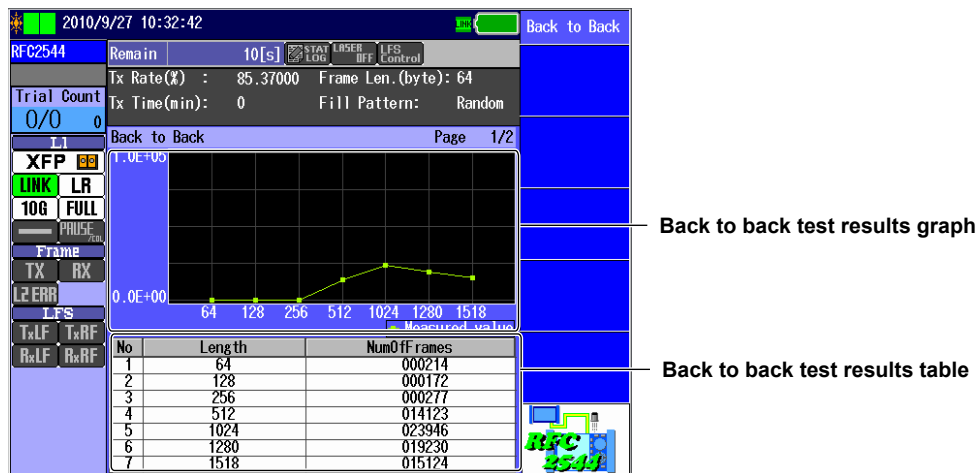 2010/9/27 10:32:42
LINK
Back to Back
RFC2544
Remain 10[s] STAT LOG LASER OFF LFS Control
Tx Rate(%) : 85.37000 Frame Len.(byte): 64
Tx Time(min): 0 Fill Pattern: Random
Trial Count
0/0 0
Back to Back Page 1/2
L1
XFP
LINK LR
10G FULL
PAUSE /COL
Frame
TX RX
L2 ERR
LFS
TxLF TxRF
RxLF RxRF
1.0E+05
0.0E+00
64 128 256 512 1024 1280 1518
Measured value
Back to back test results graph
No Length NumOfFrames
1 64 000214
2 128 000172
3 256 000277
4 512 014123
5 1024 023946
6 1280 019230
7 1518 015124
Back to back test results table
RFC
2544